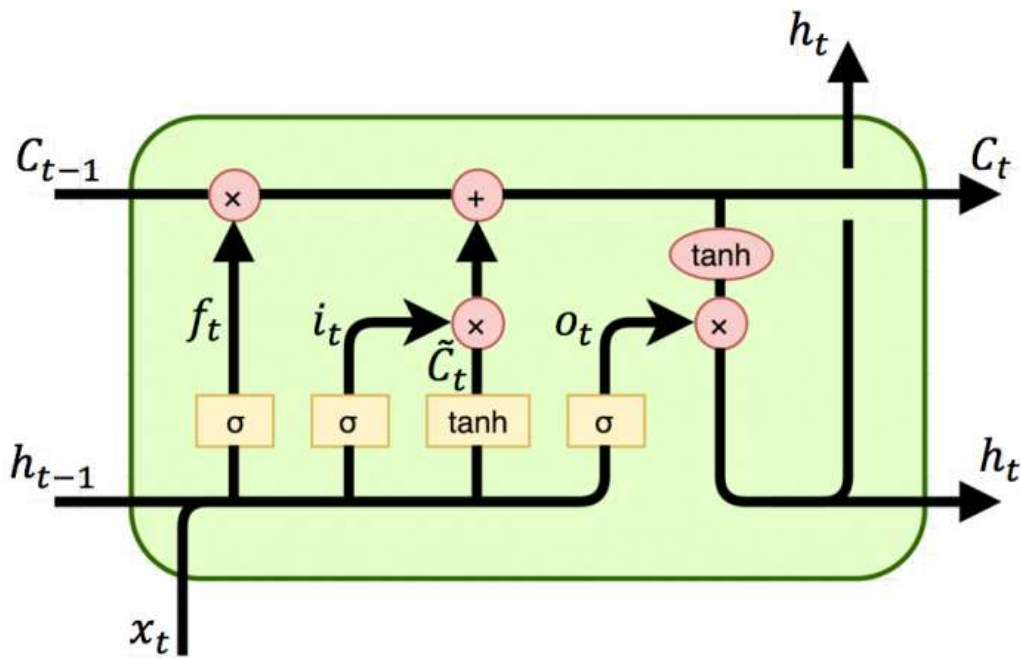 h_t
C_{t-1}
C_t
×
+
tanh
f_t
i_t
×
o_t
×
C̃_t
σ
σ
tanh
σ
h_{t-1}
h_t
x_t